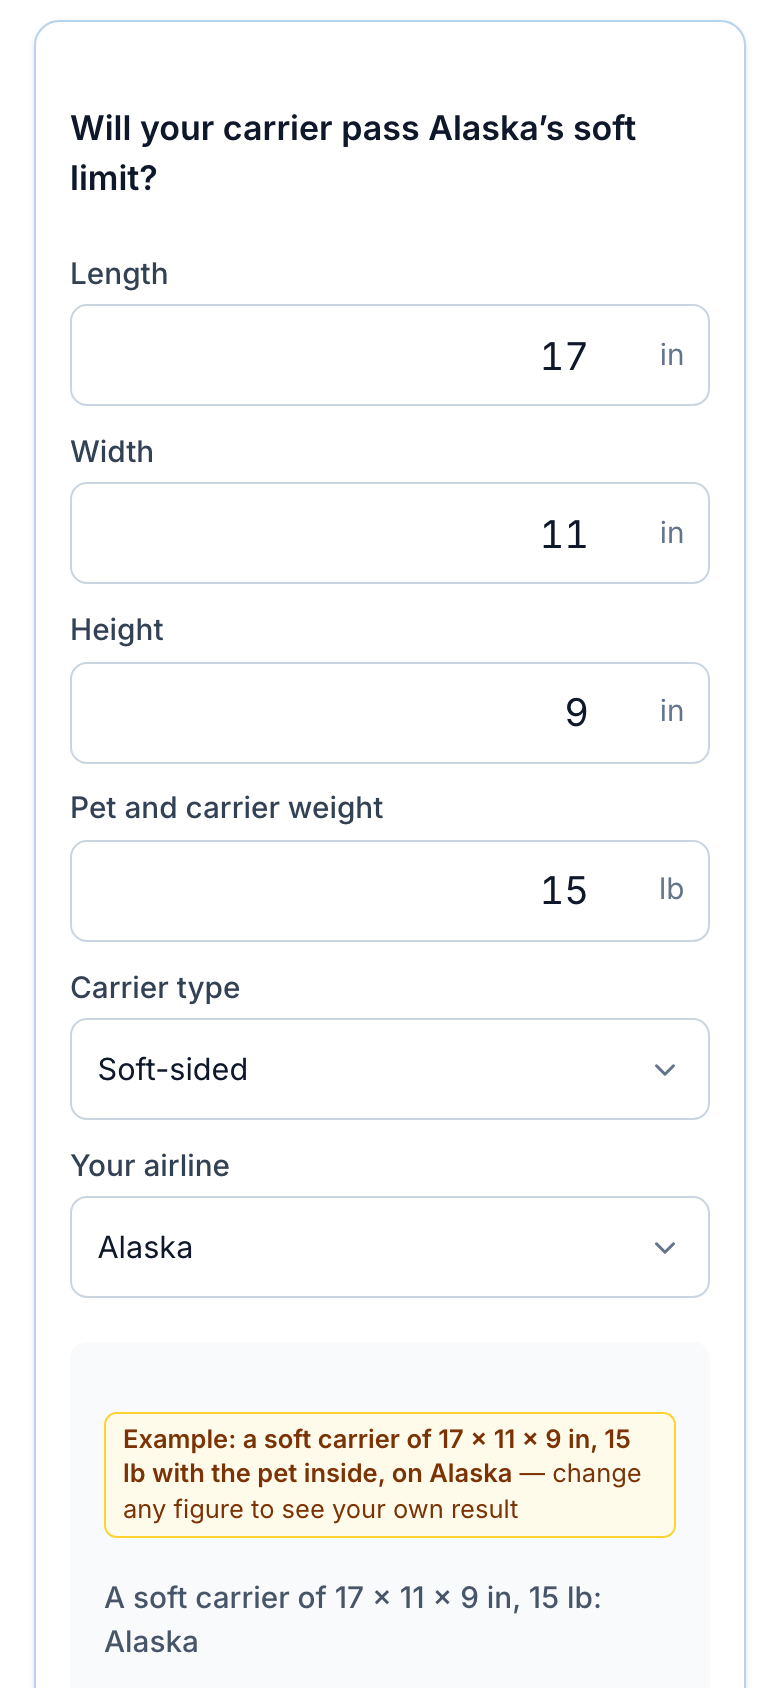 Will your carrier pass Alaska’s soft
limit?
Length
17 in
Width
11 in
Height
9 in
Pet and carrier weight
15 lb
Carrier type
Soft-sided
Your airline
Alaska
Example: a soft carrier of 17 × 11 × 9 in, 15
lb with the pet inside, on Alaska — change
any figure to see your own result
A soft carrier of 17 × 11 × 9 in, 15 lb:
Alaska